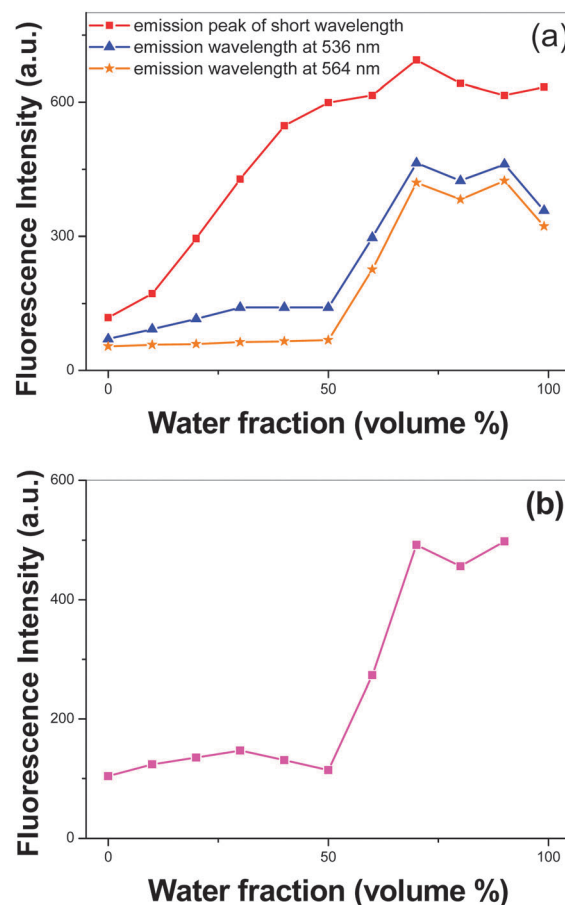 (a)
emission peak of short wavelength
emission wavelength at 536 nm
emission wavelength at 564 nm
600
300
0
0
50
100
Fluorescence Intensity (a.u.)
Water fraction (volume %)
(b)
600
400
200
0
0
50
100
Fluorescence Intensity (a.u.)
Water fraction (volume %)